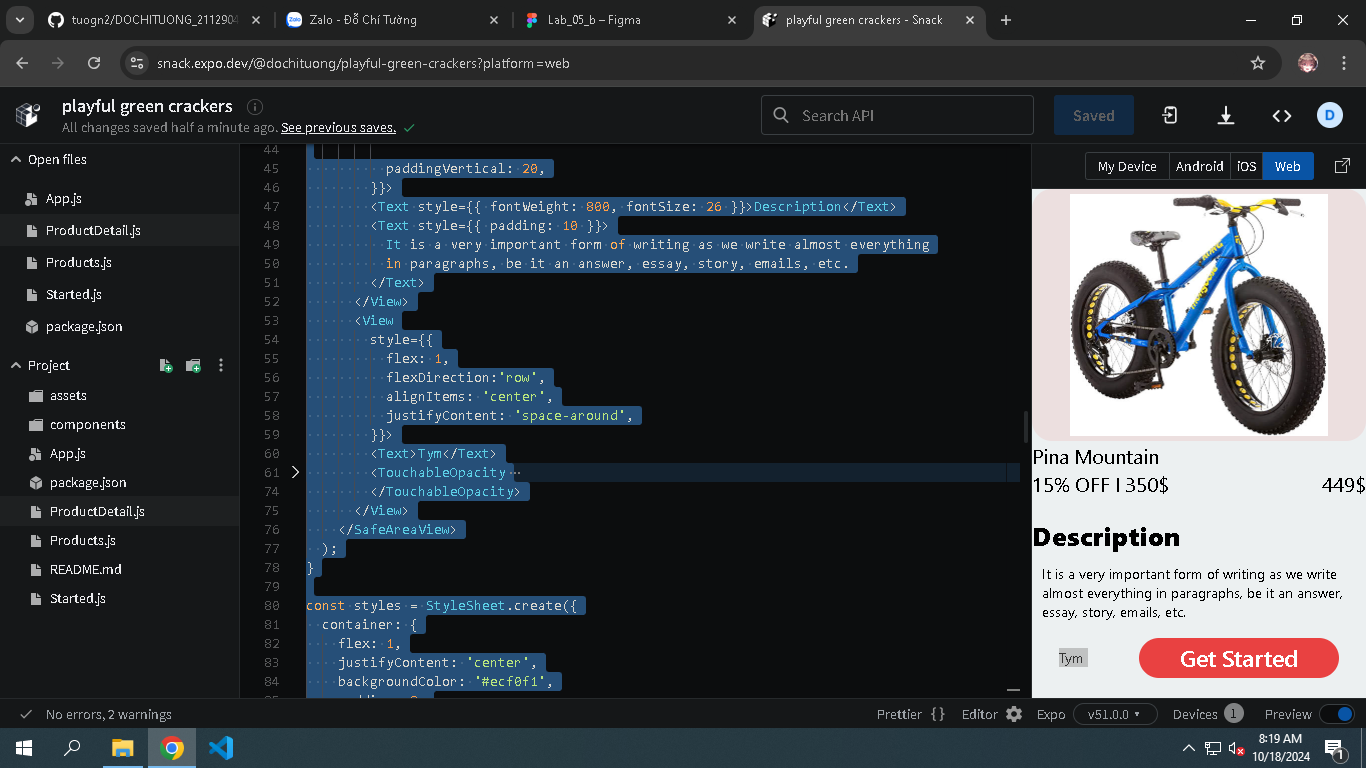 tuogn2/DOCHITUONG_2112904
Zalo - Đỗ Chí Tường
Lab_05_b – Figma
playful green crackers - Snack
snack.expo.dev/@dochituong/playful-green-crackers?platform=web
playful green crackers
All changes saved half a minute ago. See previous saves.
Search API
Saved
D
Open files
App.js
ProductDetail.js
Products.js
Started.js
package.json
Project
assets
components
App.js
package.json
ProductDetail.js
Products.js
README.md
Started.js
44
45 paddingVertical: 20,
46 }}>
47 <Text style={{ fontWeight: 800, fontSize: 26 }}>Description</Text>
48 <Text style={{ padding: 10 }}>
49 It is a very important form of writing as we write almost everything
50 in paragraphs, be it an answer, essay, story, emails, etc.
51 </Text>
52 </View>
53 <View
54 style={{
55 flex: 1,
56 flexDirection:'row',
57 alignItems: 'center',
58 justifyContent: 'space-around',
59 }}>
60 <Text>Tym</Text>
61 <TouchableOpacity ···
74 </TouchableOpacity>
75 </View>
76 </SafeAreaView>
77 );
78 }
79
80 const styles = StyleSheet.create({
81 container: {
82 flex: 1,
83 justifyContent: 'center',
84 backgroundColor: '#ecf0f1',
My Device
Android
iOS
Web
Pina Mountain
15% OFF I 350$ 449$
Description
It is a very important form of writing as we write
almost everything in paragraphs, be it an answer,
essay, story, emails, etc.
Tym
Get Started
No errors, 2 warnings
Prettier {}
Editor
Expo
v51.0.0
Devices 1
Preview
8:19 AM
10/18/2024
1